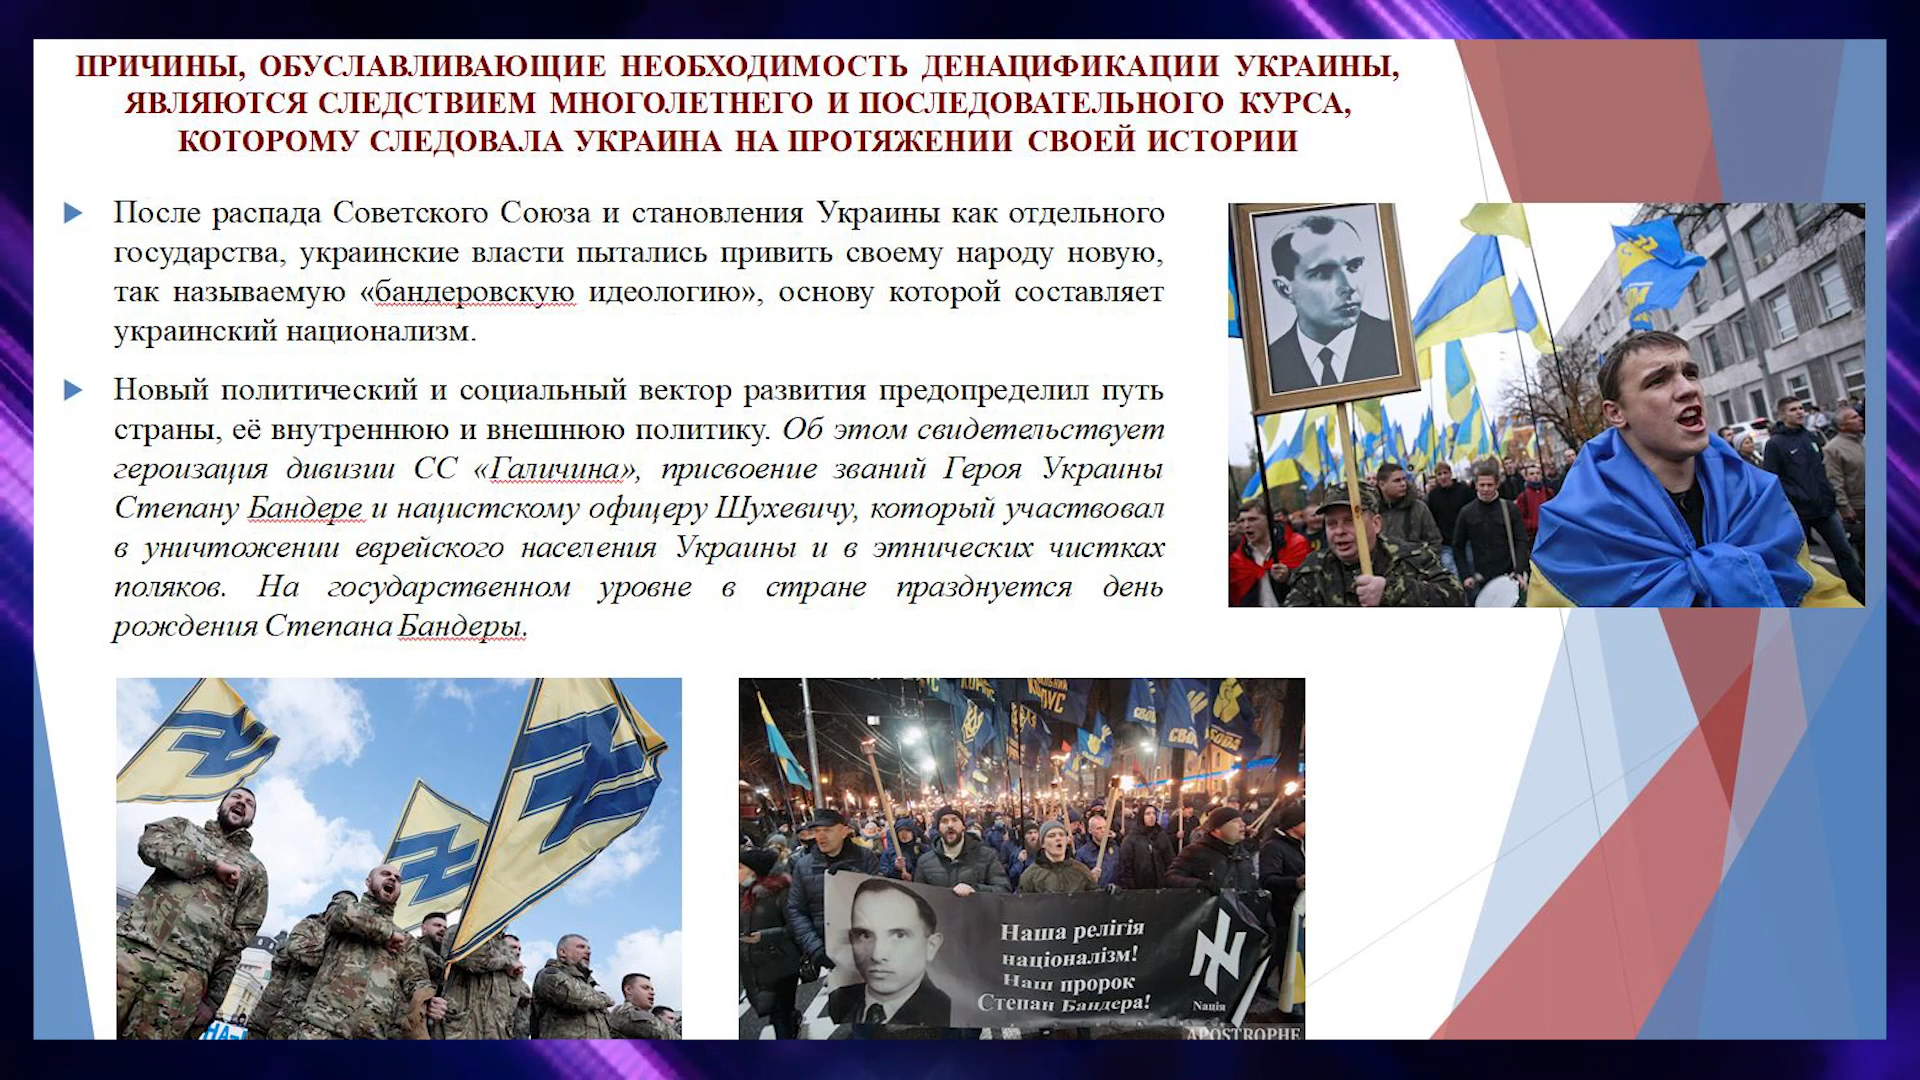 ПРИЧИНЫ, ОБУСЛАВЛИВАЮЩИЕ НЕОБХОДИМОСТЬ ДЕНАЦИФИКАЦИИ УКРАИНЫ,
ЯВЛЯЮТСЯ СЛЕДСТВИЕМ МНОГОЛЕТНЕГО И ПОСЛЕДОВАТЕЛЬНОГО КУРСА,
КОТОРОМУ СЛЕДОВАЛА УКРАИНА НА ПРОТЯЖЕНИИ СВОЕЙ ИСТОРИИ
После распада Советского Союза и становления Украины как отдельного
государства, украинские власти пытались привить своему народу новую,
так называемую «бандеровскую идеологию», основу которой составляет
украинский национализм.
Новый политический и социальный вектор развития предопределил путь
страны, её внутреннюю и внешнюю политику. Об этом свидетельствует
героизация дивизии СС «Галичина», присвоение званий Героя Украины
Степану Бандере и нацистскому офицеру Шухевичу, который участвовал
в уничтожении еврейского населения Украины и в этнических чистках
поляков. На государственном уровне в стране празднуется день
рождения Степана Бандеры.
Наша релігія
націоналізм!
Наш пророк
Степан Бандера!
Nація
APOSTROPHE